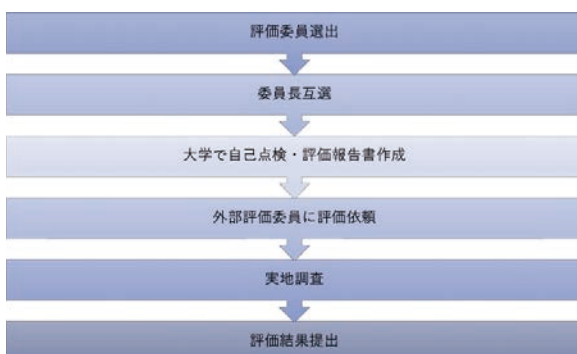 評価委員選出
委員長互選
大学で自己点検・評価報告書作成
外部評価委員に評価依頼
実地調査
評価結果提出